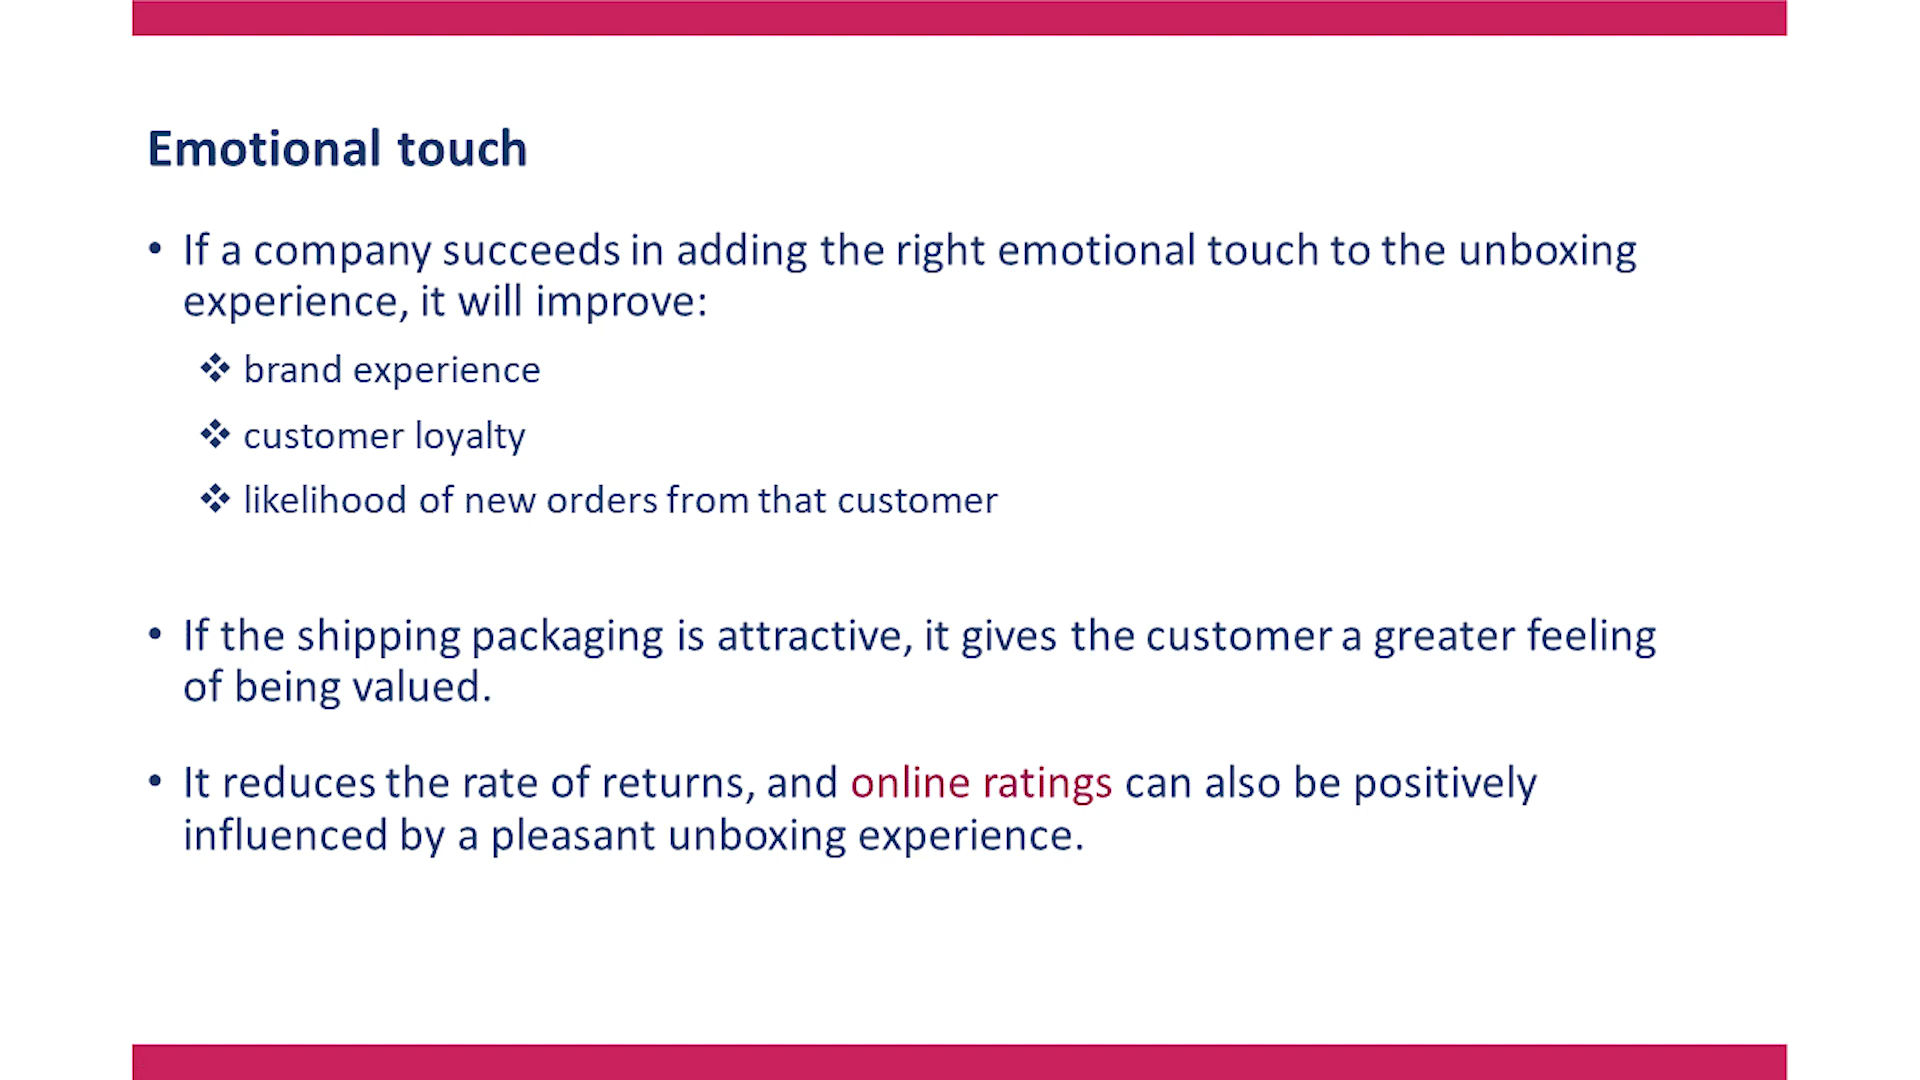 Emotional touch
• If a company succeeds in adding the right emotional touch to the unboxing
experience, it will improve:
❖ brand experience
❖ customer loyalty
❖ likelihood of new orders from that customer
• If the shipping packaging is attractive, it gives the customer a greater feeling
of being valued.
• It reduces the rate of returns, and online ratings can also be positively
influenced by a pleasant unboxing experience.